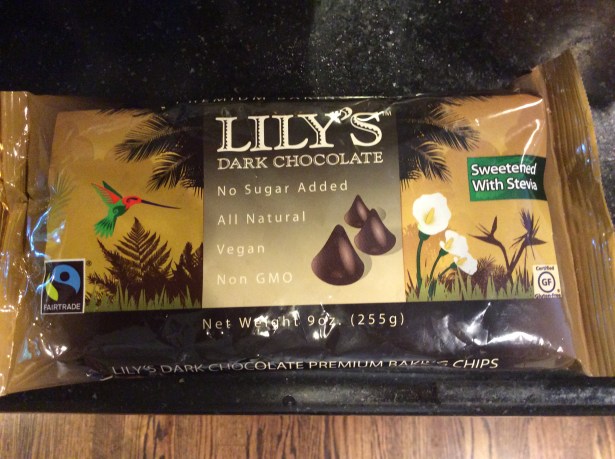 LILY'S™
DARK CHOCOLATE
No Sugar Added
All Natural
Vegan
Non GMO
Sweetened
With Stevia
FAIRTRADE
Certified
GF
Net Weight 9oz. (255g)
LILY'S DARK CHOCOLATE PREMIUM BAKING CHIPS